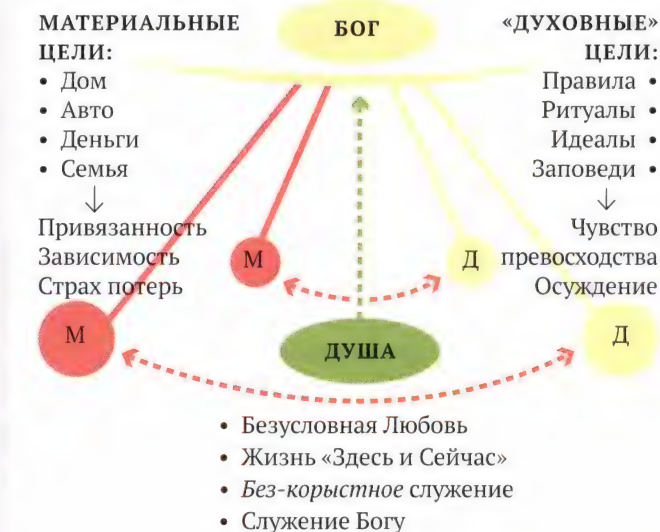 МАТЕРИАЛЬНЫЕ
ЦЕЛИ:
• Дом
• Авто
• Деньги
• Семья
↓
Привязанность
Зависимость
Страх потерь
БОГ
«ДУХОВНЫЕ»
ЦЕЛИ:
Правила •
Ритуалы •
Идеалы •
Заповеди •
↓
Чувство
превосходства
Осуждение
М
Д
М
Д
ДУША
• Безусловная Любовь
• Жизнь «Здесь и Сейчас»
• Без-корыстное служение
• Служение Богу